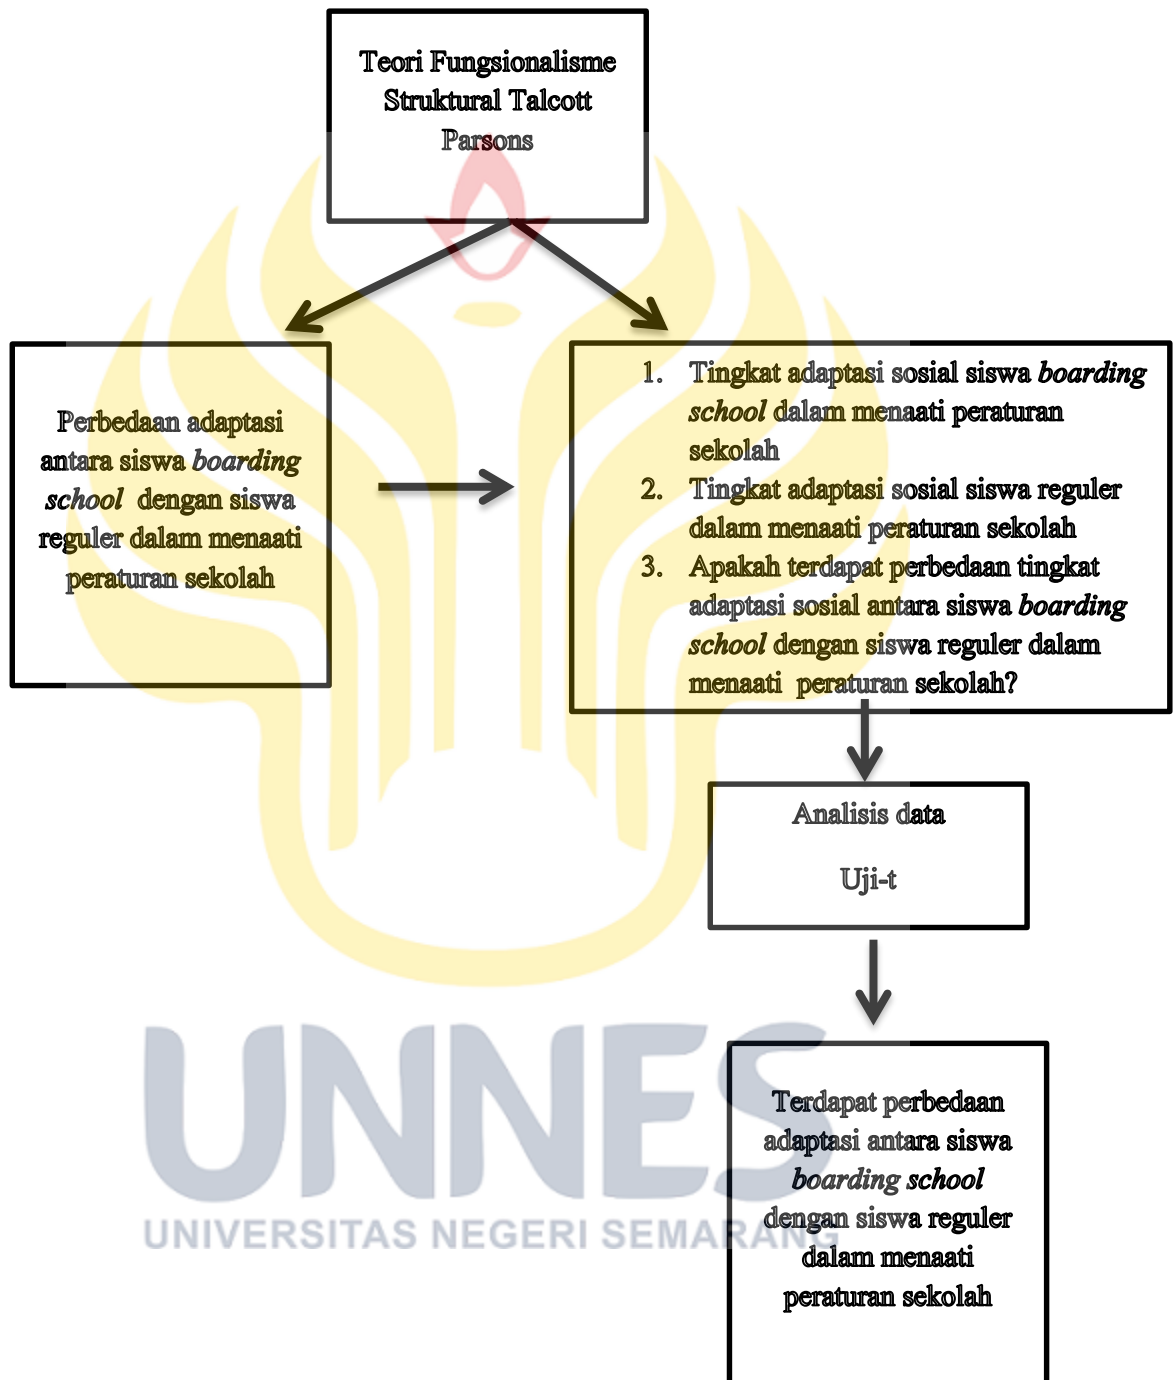 Teori Fungsionalisme
Struktural Talcott
Parsons
Perbedaan adaptasi
antara siswa boarding
school dengan siswa
reguler dalam menaati
peraturan sekolah
1. Tingkat adaptasi sosial siswa boarding
school dalam menaati peraturan
sekolah
2. Tingkat adaptasi sosial siswa reguler
dalam menaati peraturan sekolah
3. Apakah terdapat perbedaan tingkat
adaptasi sosial antara siswa boarding
school dengan siswa reguler dalam
menaati peraturan sekolah?
Analisis data
Uji-t
Terdapat perbedaan
adaptasi antara siswa
boarding school
dengan siswa reguler
dalam menaati
peraturan sekolah
UNNES
UNIVERSITAS NEGERI SEMARANG